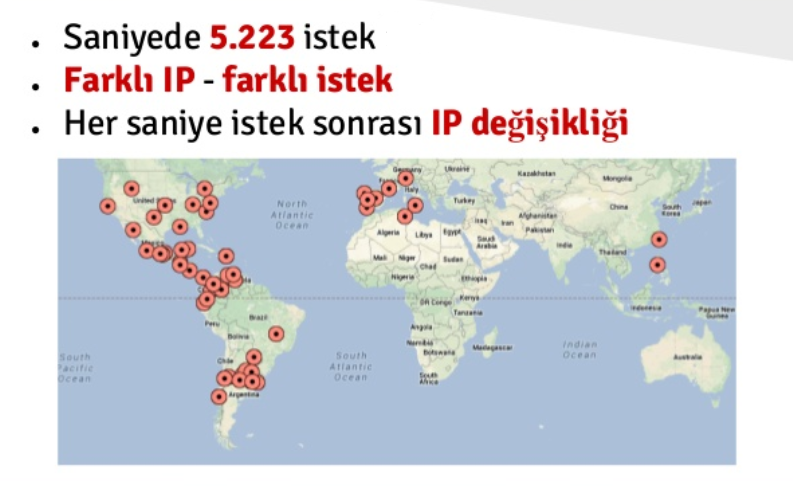 • Saniyede 5.223 istek
• Farklı IP - farklı istek
• Her saniye istek sonrası IP değişikliği
Germany Ukraine Kazakhstan Mongolia
Italy
United North Atlantic Ocean Turkey China South Korea Japan
Iraq Iran Afghanistan
Pakistan
Algeria Libya Egypt Saudi Arabia India
Mexico Mali Niger Chad Sudan Thailand
Nigeria Ethiopia
DR Congo Kenya Indonesia Papua New Guinea
Tanzania
Peru Brazil Angola
Bolivia Namibia Madagascar
Botswana
South Pacific Ocean Chile South Atlantic Ocean Indian Ocean Australia
South Africa
Argentina